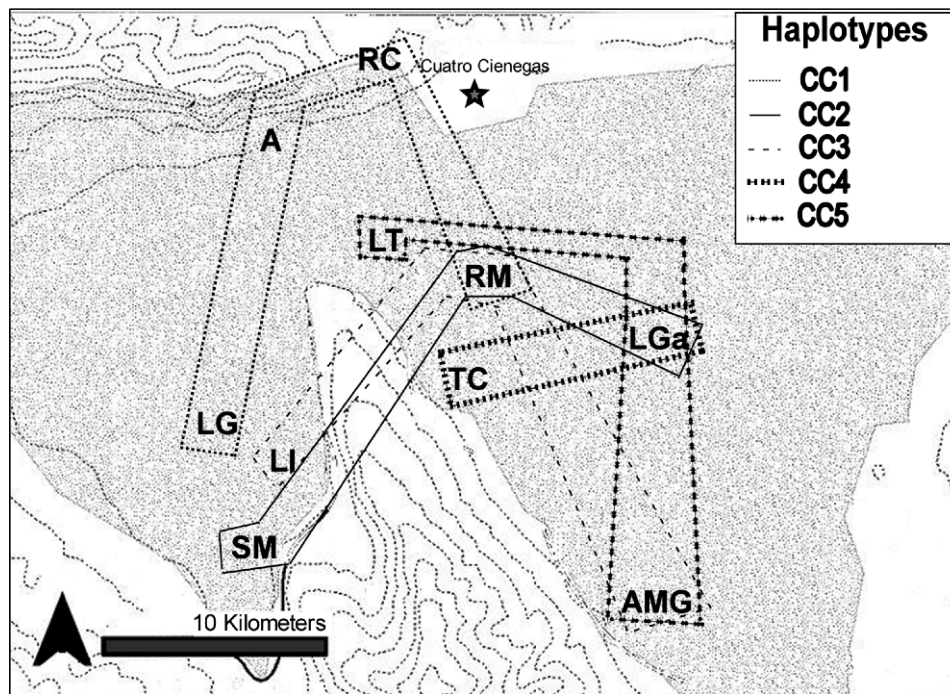 Haplotypes
CC1
CC2
CC3
CC4
CC5
RC
Cuatro Cienegas
A
LT
RM
LGa
TC
LG
LI
SM
AMG
10 Kilometers